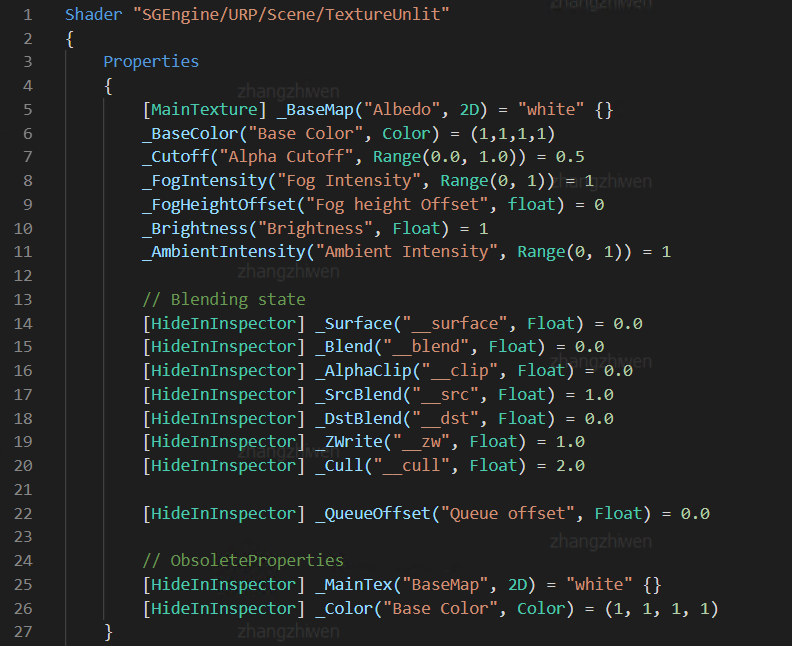 zhangzhiwen
1 Shader "SGEngine/URP/Scene/TextureUnlit"
2 {
3 Properties
4 {
zhangzhiwen
5 [MainTexture] _BaseMap("Albedo", 2D) = "white" {}
6 _BaseColor("Base Color", Color) = (1,1,1,1)
7 _Cutoff("Alpha Cutoff", Range(0.0, 1.0)) = 0.5
8 _FogIntensity("Fog Intensity", Range(0, 1)) = 1
zhangzhiwen
9 _FogHeightOffset("Fog height Offset", float) = 0
10 _Brightness("Brightness", Float) = 1
11 _AmbientIntensity("Ambient Intensity", Range(0, 1)) = 1
12
zhangzhiwen
13 // Blending state
14 [HideInInspector] _Surface("__surface", Float) = 0.0
15 [HideInInspector] _Blend("__blend", Float) = 0.0
zhangzhiwen
16 [HideInInspector] _AlphaClip("__clip", Float) = 0.0
17 [HideInInspector] _SrcBlend("__src", Float) = 1.0
18 [HideInInspector] _DstBlend("__dst", Float) = 0.0
19 [HideInInspector] _ZWrite("__zw", Float) = 1.0
zhangzhiwen
20 [HideInInspector] _Cull("__cull", Float) = 2.0
21
22 [HideInInspector] _QueueOffset("Queue offset", Float) = 0.0
23
zhangzhiwen
24 // ObsoleteProperties
25 [HideInInspector] _MainTex("BaseMap", 2D) = "white" {}
26 [HideInInspector] _Color("Base Color", Color) = (1, 1, 1, 1)
27 }
zhangzhiwen